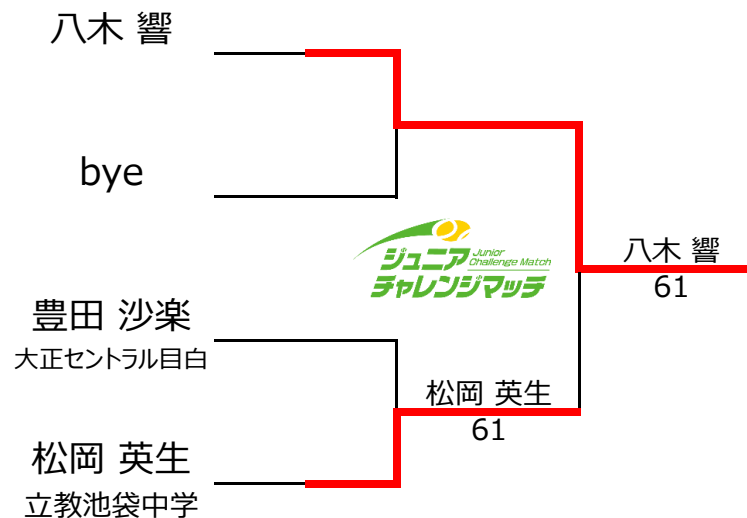 八木 響
bye
豊田 沙楽
大正セントラル目白
松岡 英生
立教池袋中学
ジュニア Junior Challenge Match
チャレンジマッチ
松岡 英生
61
八木 響
61